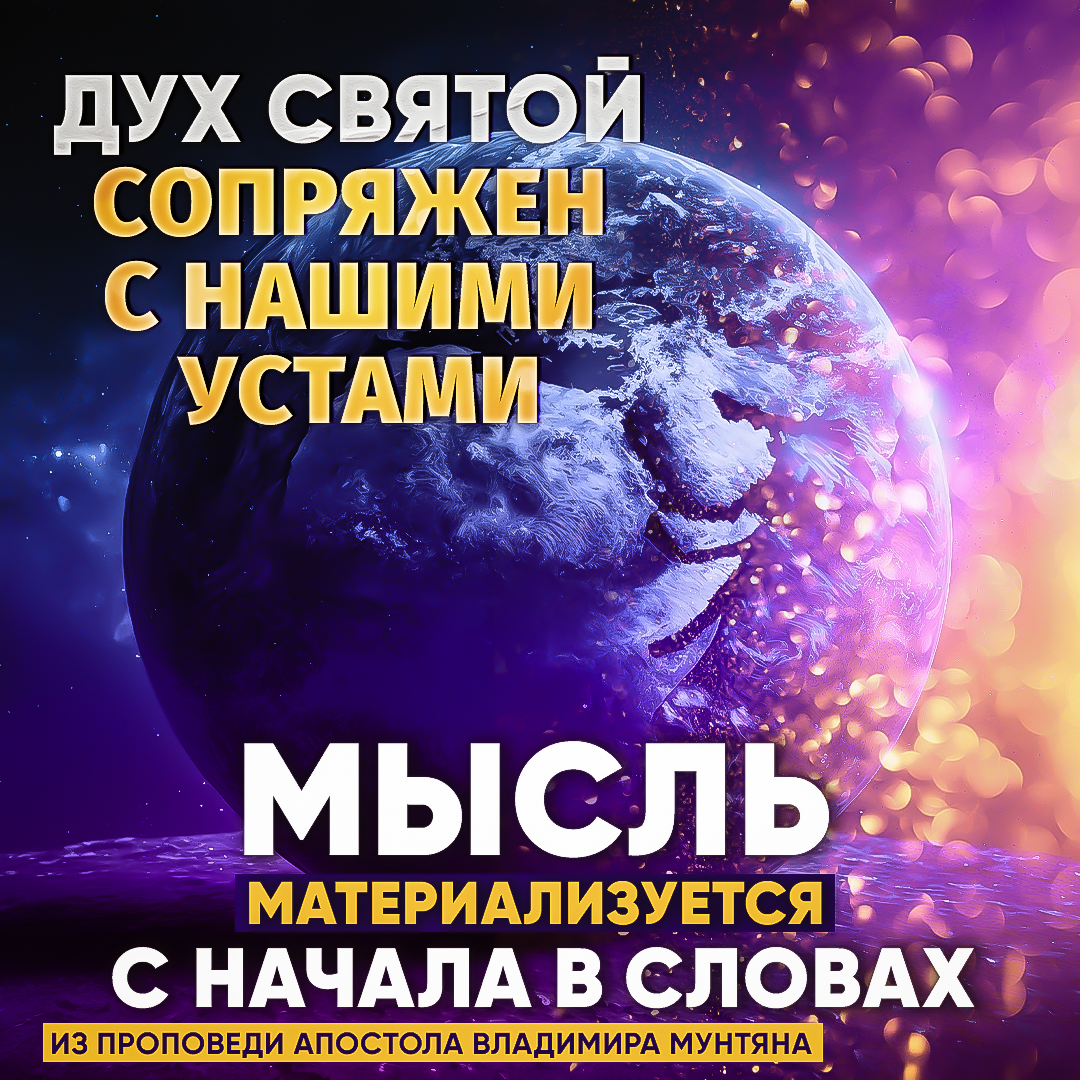 ДУХ СВЯТОЙ
СОПРЯЖЕН
С НАШИМИ
УСТАМИ
МЫСЛЬ
МАТЕРИАЛИЗУЕТСЯ
С НАЧАЛА В СЛОВАХ
ИЗ ПРОПОВЕДИ АПОСТОЛА ВЛАДИМИРА МУНТЯНА